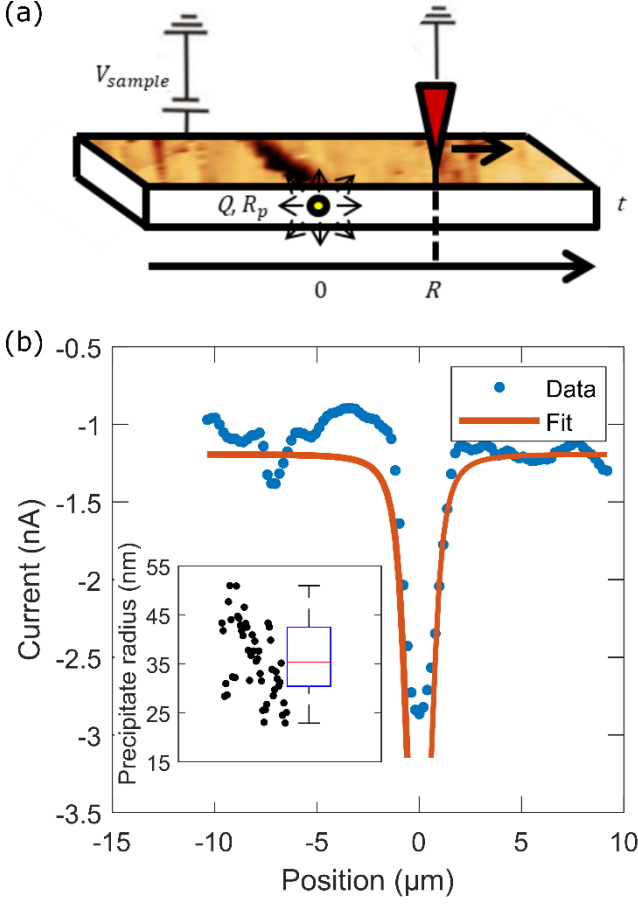 (a)
V_sample
Q, R_p
t
0
R
(b)
-0.5
-1
-1.5
-2
-2.5
-3
-3.5
Current (nA)
Data
Fit
Precipitate radius (nm)
55
45
35
25
15
-15
-10
-5
0
5
10
Position (µm)